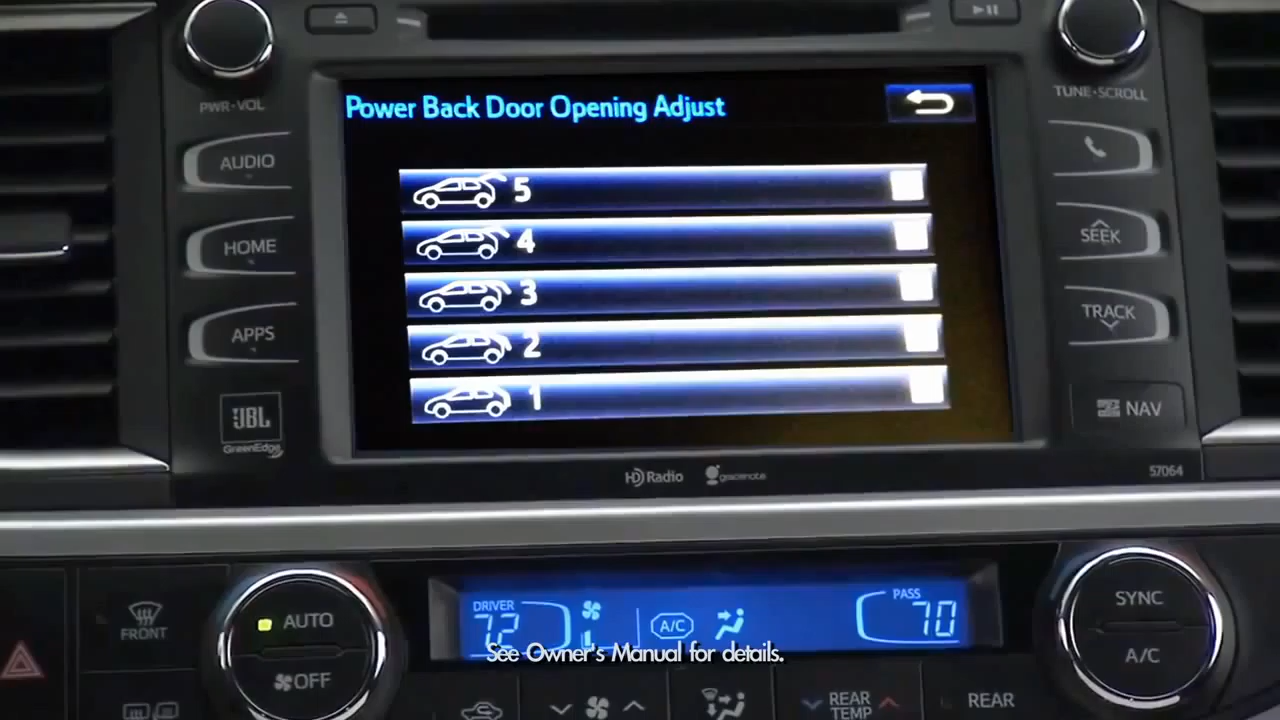 PWR•VOL
TUNE•SCROLL
Power Back Door Opening Adjust
AUDIO
HOME
APPS
JBL
GreenEdge
5
4
3
2
1
SEEK
TRACK
NAV
HD Radio
gracenote
57064
FRONT
AUTO
OFF
DRIVER
72
A/C
PASS
70
SYNC
A/C
REAR
TEMP
REAR
See Owner's Manual for details.